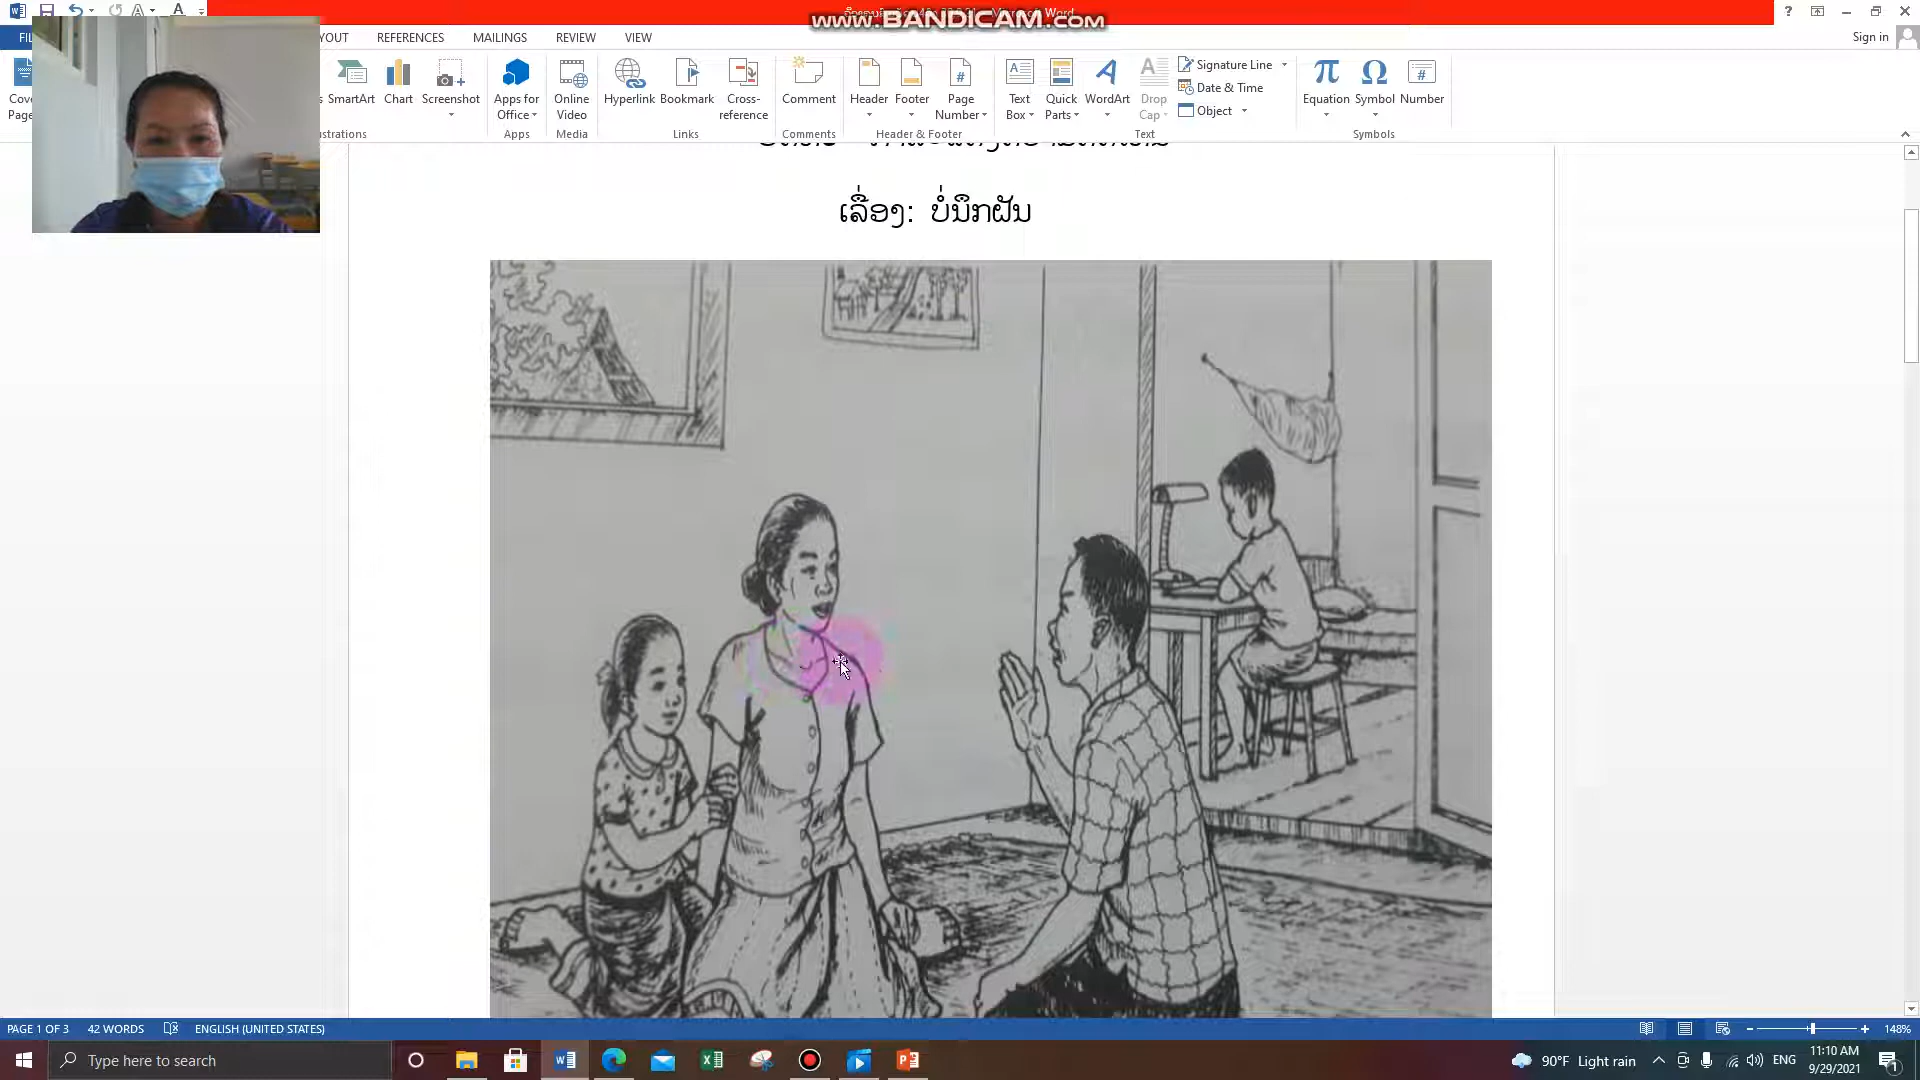 www.BANDICAM.com
YOUT REFERENCES MAILINGS REVIEW VIEW
Sign in
SmartArt Chart Screenshot Apps for Office Online Video Hyperlink Bookmark Cross-reference Comment Header Footer Page Number Text Box Quick Parts WordArt Drop Cap Signature Line Date & Time Object Equation Symbol Number
Apps Media Links Comments Header & Footer Text Symbols
ເລື່ອງ: ບໍ່ນຶກຝັນ
PAGE 1 OF 3 42 WORDS ENGLISH (UNITED STATES) 148%
Type here to search 90°F Light rain ENG 11:10 AM
9/29/2021